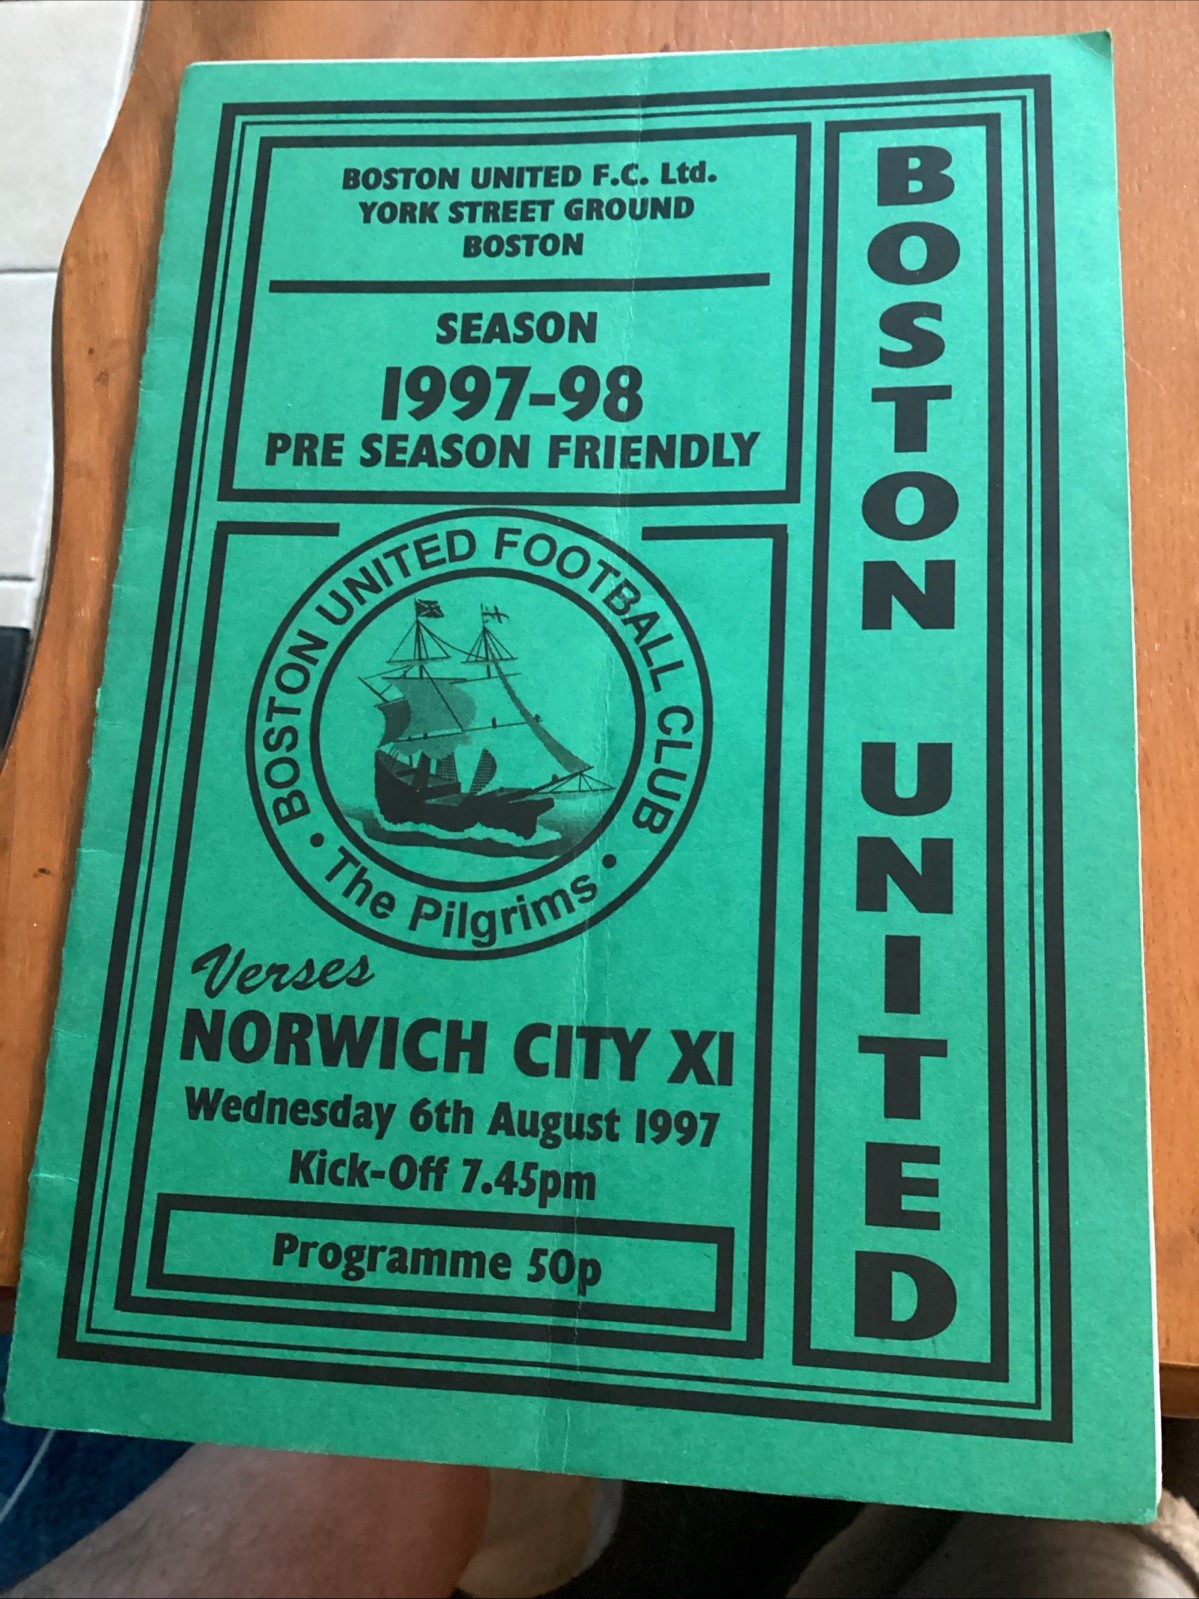 BOSTON UNITED F.C. Ltd.
YORK STREET GROUND
BOSTON
SEASON
1997-98
PRE SEASON FRIENDLY
BOSTON UNITED FOOTBALL CLUB
• The Pilgrims •
Verses
NORWICH CITY XI
Wednesday 6th August 1997
Kick-Off 7.45pm
Programme 50p
BOSTON UNITED